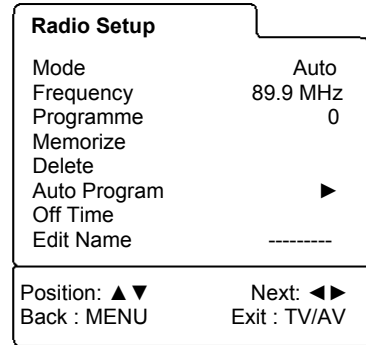 Radio Setup
Mode Auto
Frequency 89.9 MHz
Programme 0
Memorize
Delete
Auto Program ►
Off Time
Edit Name ---------
Position: ▲▼ Next: ◄►
Back : MENU Exit : TV/AV